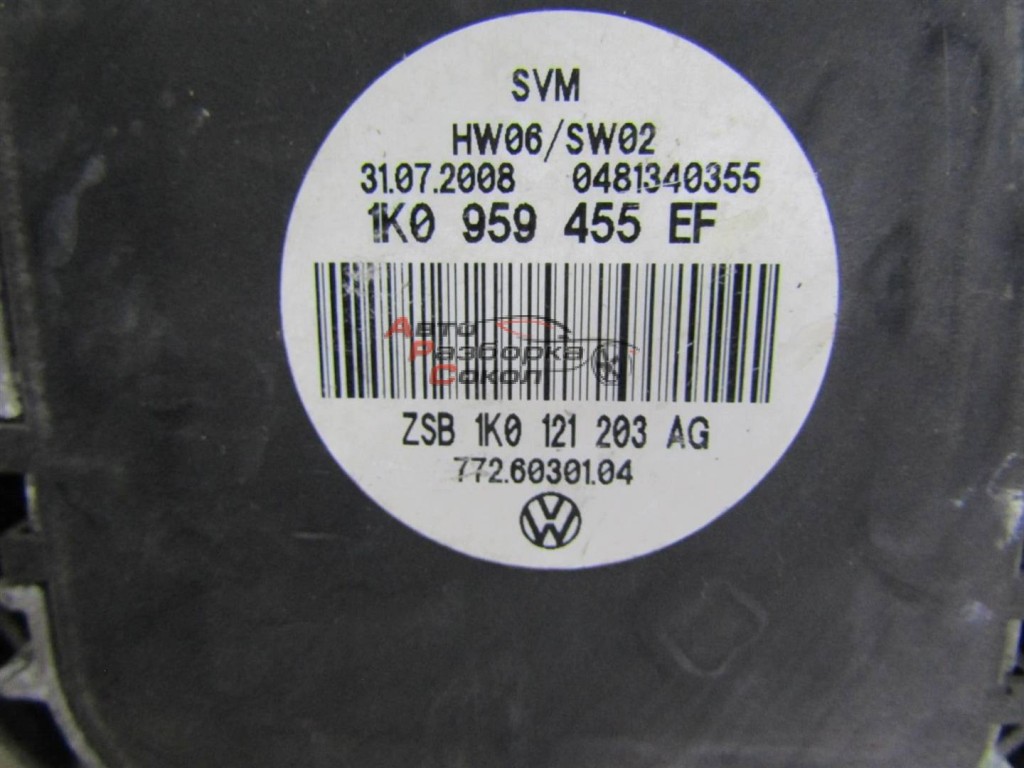 SVM
HW06/SW02
31.07.2008 0481340355
1K0 959 455 EF
Авто
Разборка
Сокол
ZSB 1K0 121 203 AG
772.60301.04